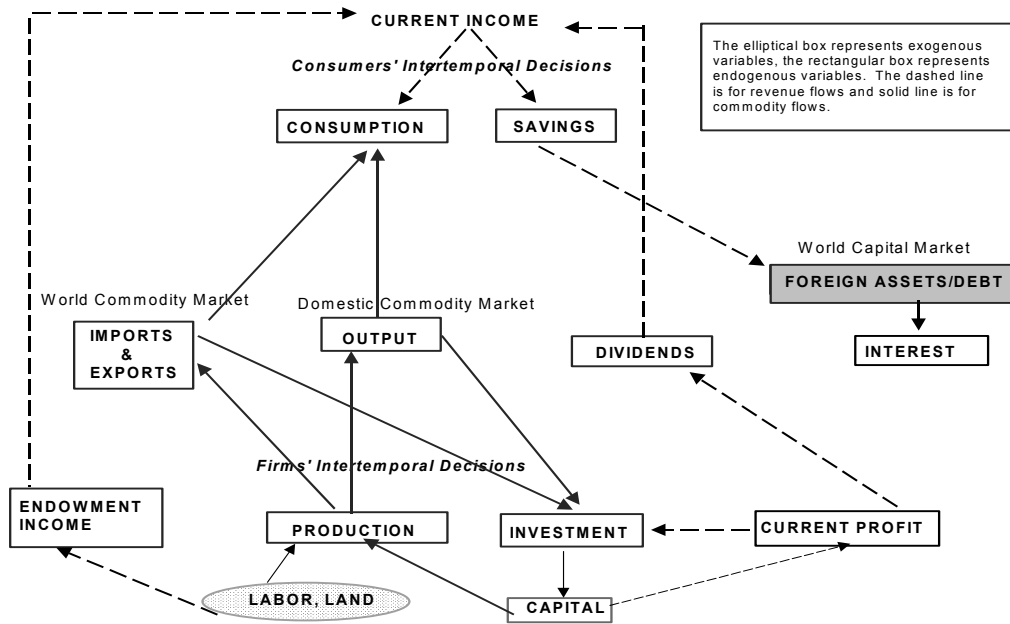 CURRENT INCOME
The elliptical box represents exogenous
variables, the rectangular box represents
endogenous variables. The dashed line
is for revenue flows and solid line is for
commodity flows.
Consumers' Intertemporal Decisions
CONSUMPTION
SAVINGS
World Capital Market
FOREIGN ASSETS/DEBT
World Commodity Market
Domestic Commodity Market
IMPORTS
&
EXPORTS
OUTPUT
DIVIDENDS
INTEREST
Firms' Intertemporal Decisions
ENDOWMENT
INCOME
PRODUCTION
INVESTMENT
CURRENT PROFIT
LABOR, LAND
CAPITAL